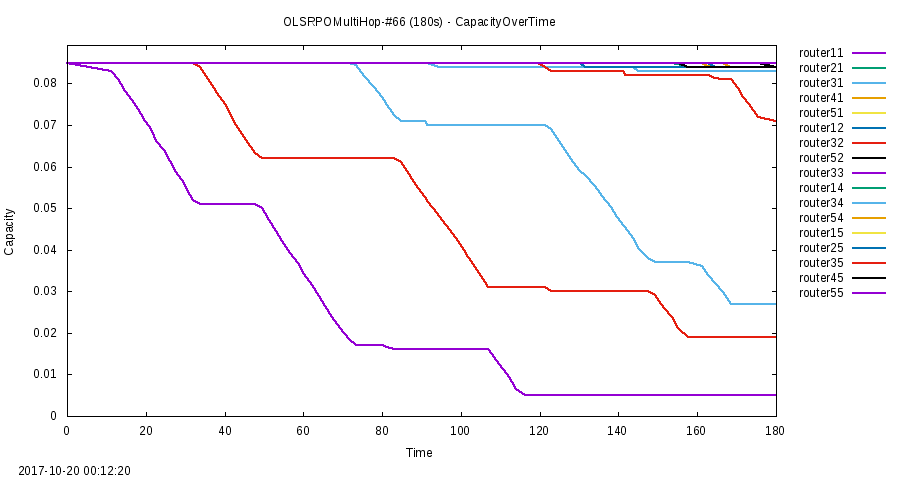 OLSRPPOMultiHop-#66 (180s) - CapacityOverTime
Capacity
0.08
0.07
0.06
0.05
0.04
0.03
0.02
0.01
0
0 20 40 60 80 100 120 140 160 180
Time
router11
router21
router31
router41
router51
router12
router32
router52
router33
router14
router34
router54
router15
router25
router35
router45
router55
2017-10-20 00:12:20